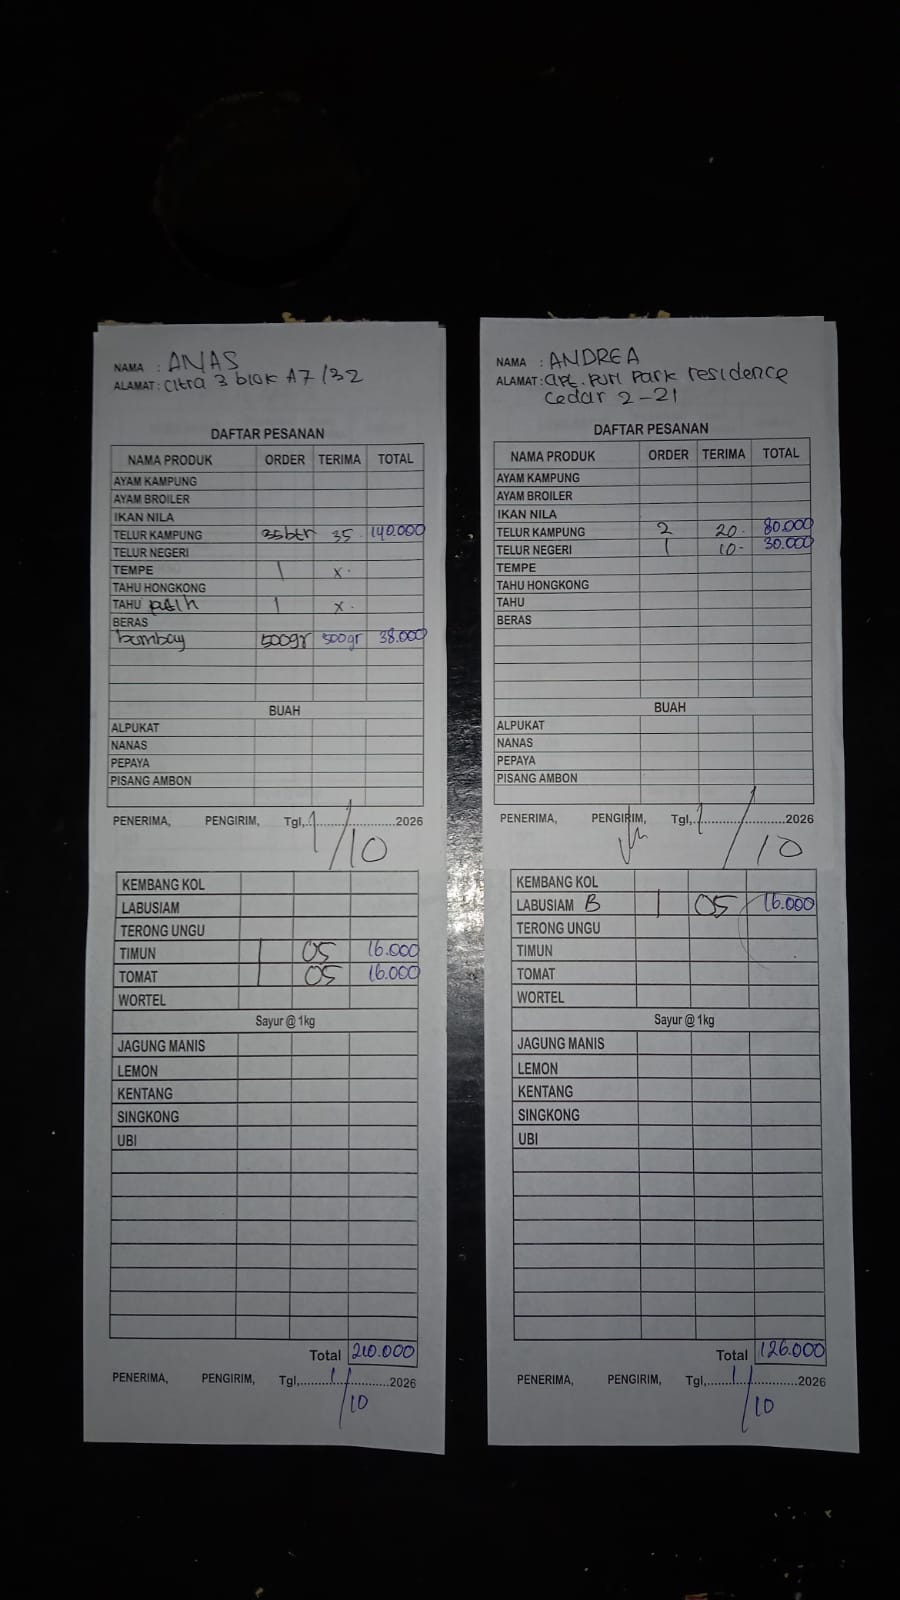 NAMA : ANAS
ALAMAT : Citra 3 blok A7/32
DAFTAR PESANAN
NAMA PRODUK ORDER TERIMA TOTAL
AYAM KAMPUNG
AYAM BROILER
IKAN NILA
TELUR KAMPUNG 35btr 35 140.000
TELUR NEGERI
TEMPE 1 x.
TAHU HONGKONG
TAHU putih 1 x.
BERAS
bombay 500gr 500gr 38.000
BUAH
ALPUKAT
NANAS
PEPAYA
PISANG AMBON
PENERIMA, PENGIRIM, Tgl,.1/10...2026
KEMBANG KOL
LABUSIAM
TERONG UNGU
TIMUN 1 05 16.000
TOMAT 1 05 16.000
WORTEL
Sayur @ 1kg
JAGUNG MANIS
LEMON
KENTANG
SINGKONG
UBI
Total 210.000
PENERIMA, PENGIRIM, Tgl,...1/10...2026
NAMA : ANDREA
ALAMAT : apt. puri park residence
cedar 2-21
DAFTAR PESANAN
NAMA PRODUK ORDER TERIMA TOTAL
AYAM KAMPUNG
AYAM BROILER
IKAN NILA
TELUR KAMPUNG 2 20. 80.000
TELUR NEGERI 1 10- 30.000
TEMPE
TAHU HONGKONG
TAHU
BERAS
BUAH
ALPUKAT
NANAS
PEPAYA
PISANG AMBON
PENERIMA, PENGIRIM, Tgl,.1/10...2026
KEMBANG KOL
LABUSIAM B 1 05 16.000
TERONG UNGU
TIMUN
TOMAT
WORTEL
Sayur @ 1kg
JAGUNG MANIS
LEMON
KENTANG
SINGKONG
UBI
Total 126.000
PENERIMA, PENGIRIM, Tgl,...1/10...2026